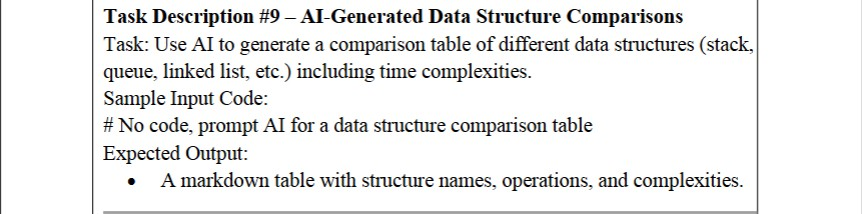 Task Description #9 – AI-Generated Data Structure Comparisons
Task: Use AI to generate a comparison table of different data structures (stack,
queue, linked list, etc.) including time complexities.
Sample Input Code:
# No code, prompt AI for a data structure comparison table
Expected Output:
• A markdown table with structure names, operations, and complexities.